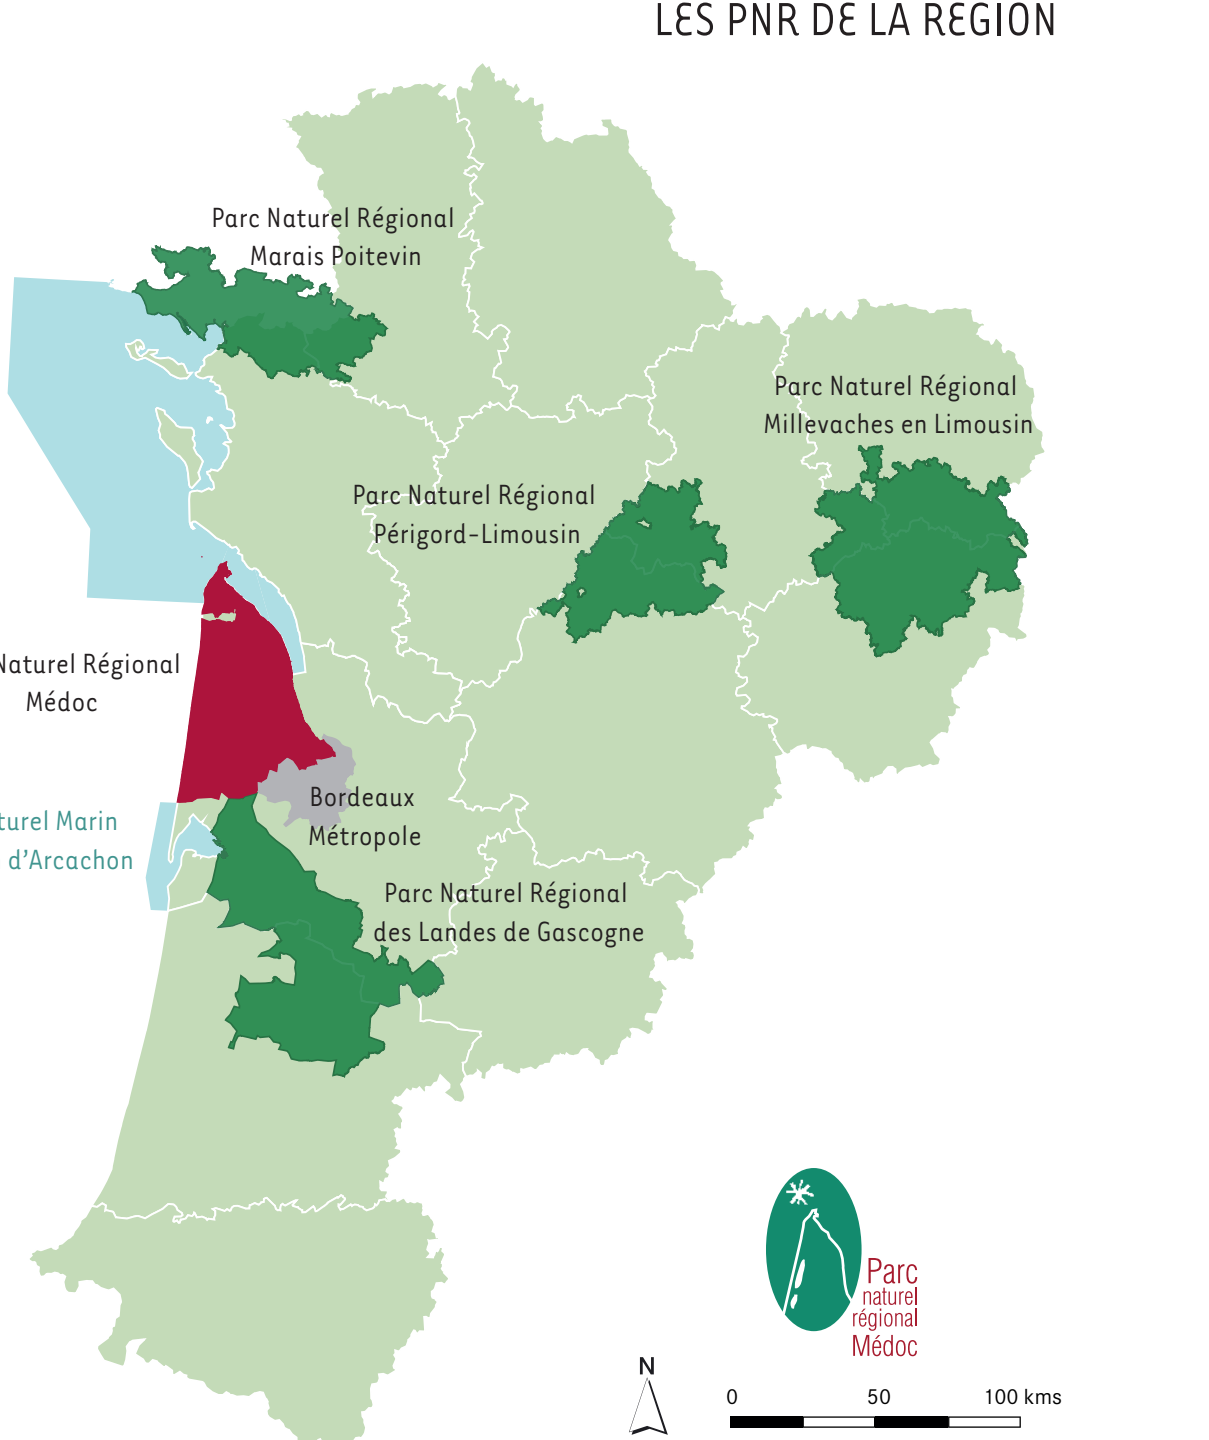 LES PNR DE LA REGION
Parc Naturel Régional
Marais Poitevin
Parc Naturel Régional
Millevaches en Limousin
Parc Naturel Régional
Périgord-Limousin
Naturel Régional
Médoc
Bordeaux
Métropole
turel Marin
d'Arcachon
Parc Naturel Régional
des Landes de Gascogne
Parc
naturel
régional
Médoc
N
0 50 100 kms